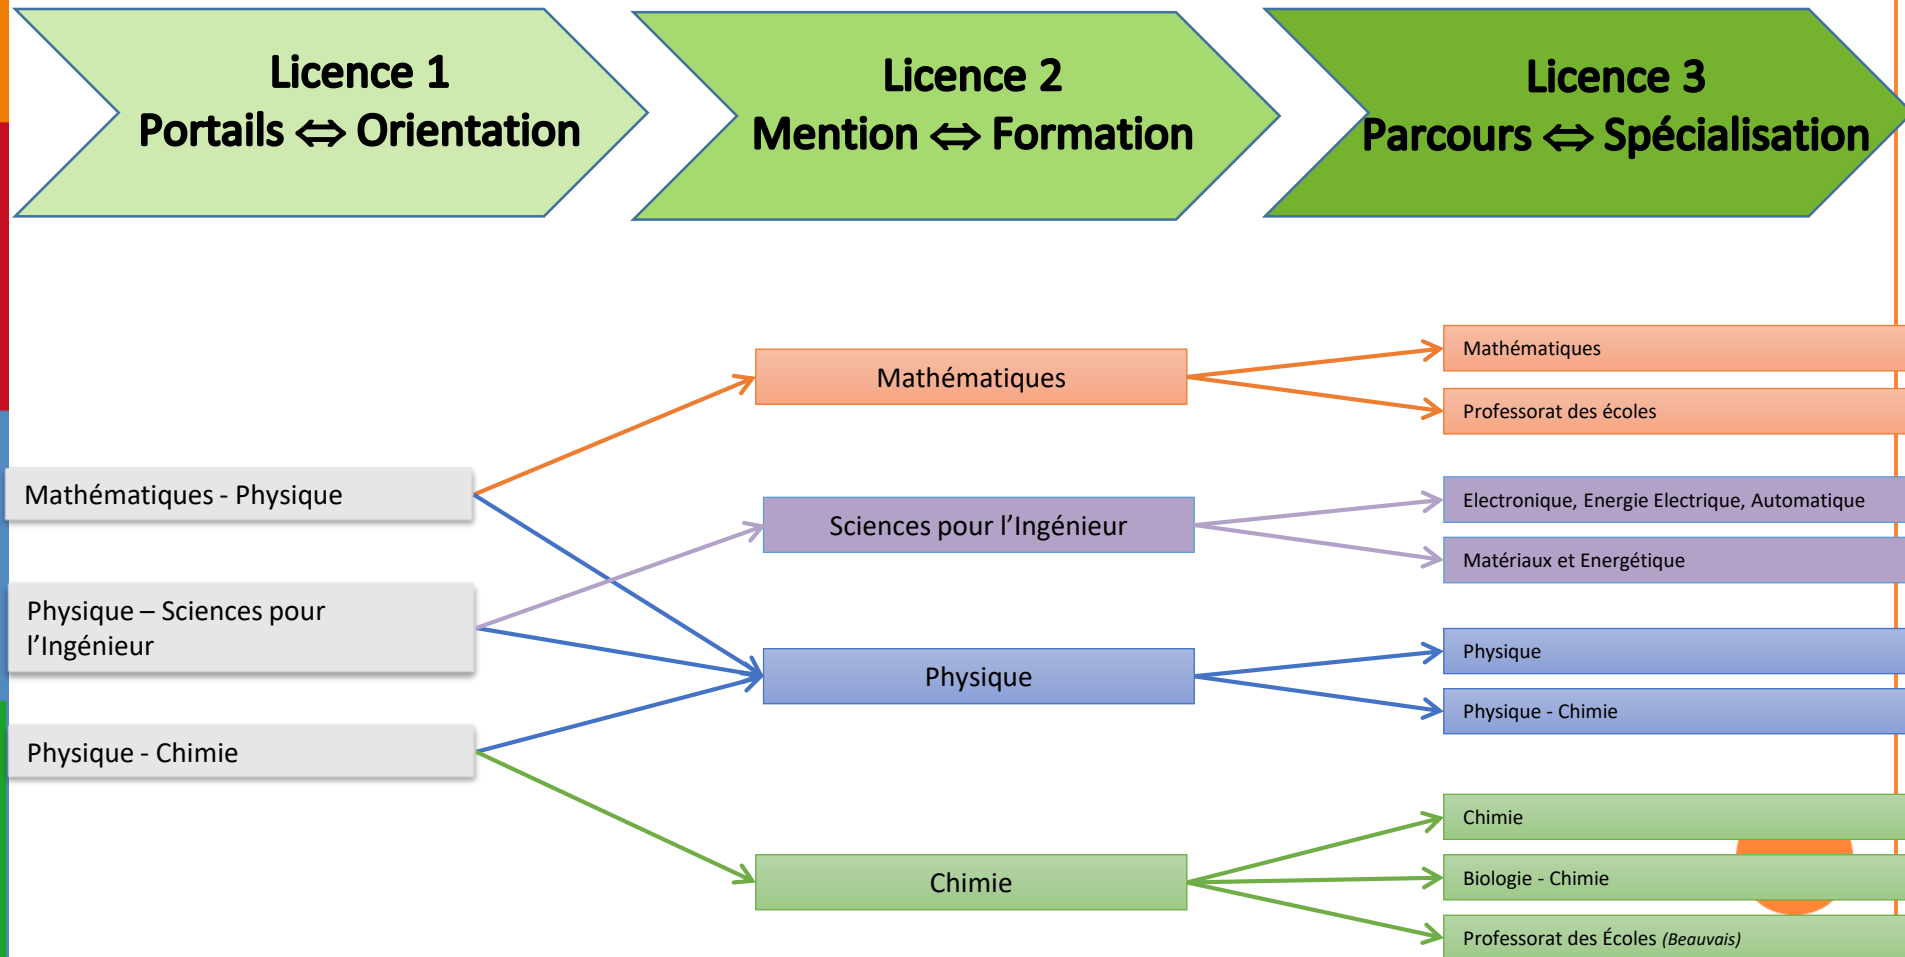 Licence 1
Portails ⇔ Orientation
Licence 2
Mention ⇔ Formation
Licence 3
Parcours ⇔ Spécialisation
Mathématiques - Physique
Physique – Sciences pour
l’Ingénieur
Physique - Chimie
Mathématiques
Sciences pour l’Ingénieur
Physique
Chimie
Mathématiques
Professorat des écoles
Electronique, Energie Electrique, Automatique
Matériaux et Energétique
Physique
Physique - Chimie
Chimie
Biologie - Chimie
Professorat des Écoles (Beauvais)